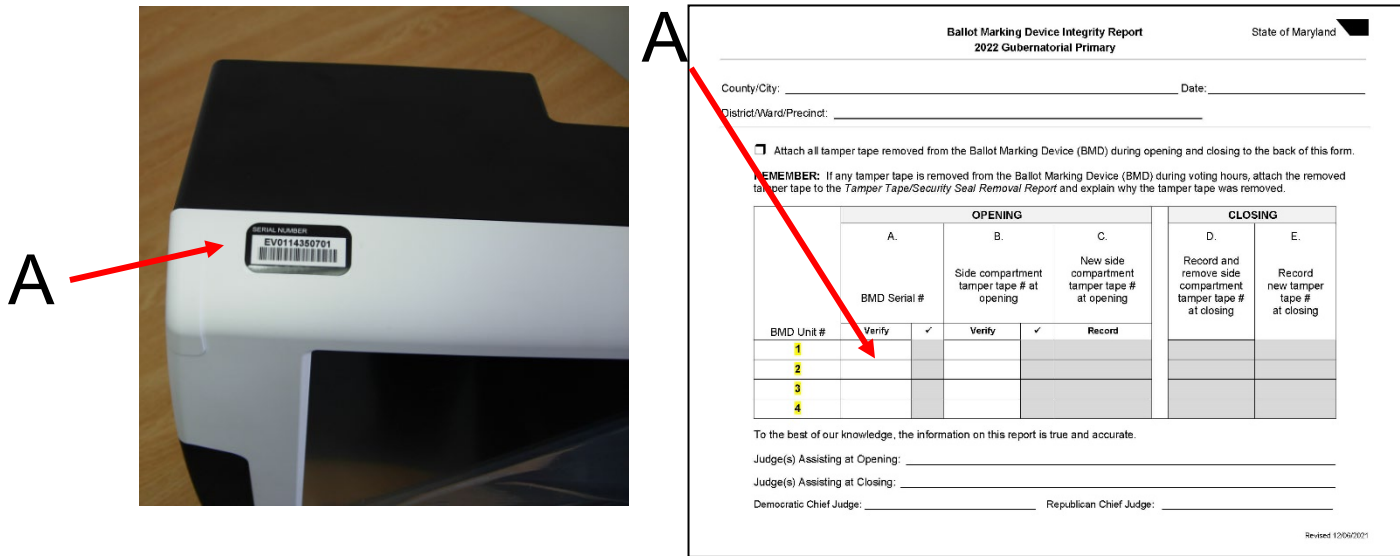 A
SERIAL NUMBER
EV0114350701
A
Ballot Marking Device Integrity Report
2022 Gubernatorial Primary
State of Maryland
County/City:
Date:
District/Ward/Precinct:
Attach all tamper tape removed from the Ballot Marking Device (BMD) during opening and closing to the back of this form.
REMEMBER: If any tamper tape is removed from the Ballot Marking Device (BMD) during voting hours, attach the removed
tamper tape to the Tamper Tape/Security Seal Removal Report and explain why the tamper tape was removed.
OPENING
CLOSING
A.
B.
C.
D.
E.
BMD Serial #
Side compartment
tamper tape # at
opening
New side
compartment
tamper tape #
at opening
Record and
remove side
compartment
tamper tape #
at closing
Record
new tamper
tape #
at closing
BMD Unit #
Verify
✓
Verify
✓
Record
1
2
3
4
To the best of our knowledge, the information on this report is true and accurate.
Judge(s) Assisting at Opening:
Judge(s) Assisting at Closing:
Democratic Chief Judge:
Republican Chief Judge:
Revised 12/06/2021